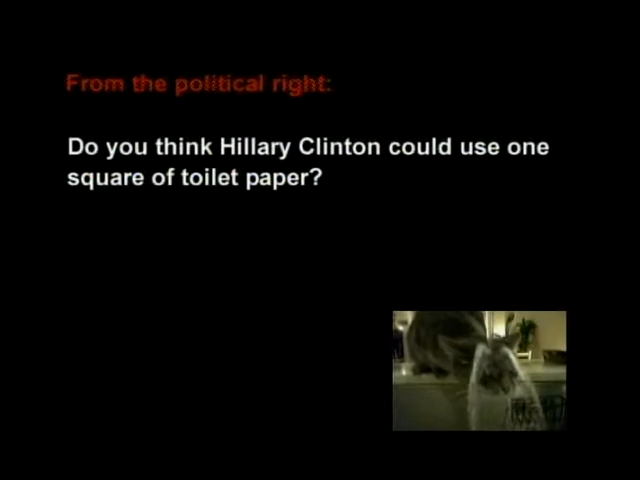 From the political right:
Do you think Hillary Clinton could use one
square of toilet paper?